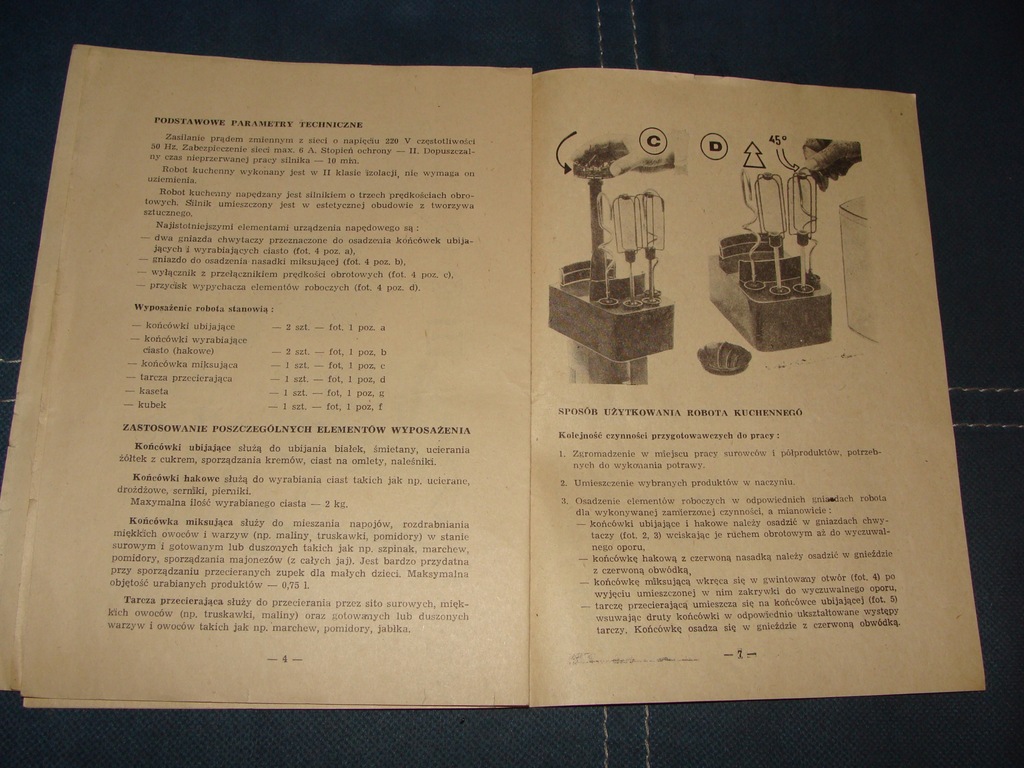 PODSTAWOWE PARAMETRY TECHNICZNE
Zasilanie prądem zmiennym z sieci o napięciu 220 V częstotliwości
50 Hz. Zabezpieczenie sieci max. 6 A. Stopień ochrony — II. Dopuszczal-
ny czas nieprzerwanej pracy silnika — 10 min.
Robot kuchenny wykonany jest w II klasie izolacji, nie wymaga on
uziemienia.
Robot kuchenny napędzany jest silnikiem o trzech prędkościach obro-
towych. Silnik umieszczony jest w estetycznej obudowie z tworzywa
sztucznego.
Najistotniejszymi elementami urządzenia napędowego są :
— dwa gniazda chwytaczy przeznaczone do osadzenia końcówek ubija-
jących i wyrabiających ciasto (fot. 4 poz. a),
— gniazdo do osadzenia nasadki miksującej (fot. 4 poz. b),
— wyłącznik z przełącznikiem prędkości obrotowych (fot. 4 poz. c),
— przycisk wypychacza elementów roboczych (fot. 4 poz. d).
Wyposażenie robota stanowią :
— końcówki ubijające — 2 szt. — fot. 1 poz. a
— końcówki wyrabiające
ciasto (hakowe) — 2 szt. — fot, 1 poz, b
— końcówka miksująca — 1 szt. — fot, 1 poz, c
— tarcza przecierająca — 1 szt. — fot, 1 poz, d
— kaseta — 1 szt. — fot, 1 poz, g
— kubek — 1 szt. — fot, 1 poz, f
ZASTOSOWANIE POSZCZEGÓLNYCH ELEMENTÓW WYPOSAŻENIA
Końcówki ubijające służą do ubijania białek, śmietany, ucierania
żółtek z cukrem, sporządzania kremów, ciast na omlety, naleśniki.
Końcówki hakowe służą do wyrabiania ciast takich jak np. ucierane,
drożdżowe, serniki, pierniki.
Maxymalna ilość wyrabianego ciasta — 2 kg.
Końcówka miksująca służy do mieszania napojów, rozdrabniania
miękkich owoców i warzyw (np. maliny, truskawki, pomidory) w stanie
surowym i gotowanym lub duszonych takich jak np. szpinak, marchew,
pomidory, sporządzania majonezów (z całych jaj). Jest bardzo przydatna
przy sporządzaniu przecieranych zupek dla małych dzieci. Maksymalna
objętość urabianych produktów — 0,75 l.
Tarcza przecierająca służy do przecierania przez sito surowych, mięk-
kich owoców (np. truskawki, maliny) oraz gotowanych lub duszonych
warzyw i owoców takich jak np. marchew, pomidory, jabłka.
— 4 —
C
D
45°
SPOSÓB UŻYTKOWANIA ROBOTA KUCHENNEGO
Kolejność czynności przygotowawczych do pracy :
1. Zgromadzenie w miejscu pracy surowców i półproduktów, potrzeb-
nych do wykonania potrawy.
2. Umieszczenie wybranych produktów w naczyniu.
3. Osadzenie elementów roboczych w odpowiednich gniazdach robota
dla wykonywanej zamierzonej czynności, a mianowicie :
— końcówki ubijające i hakowe należy osadzić w gniazdach chwy-
taczy (fot. 2, 3) wciskając je ruchem obrotowym aż do wyczuwal-
nego oporu,
— końcówkę hakową z czerwoną nasadką należy osadzić w gnieździe
z czerwoną obwódką,
— końcówkę miksującą wkręca się w gwintowany otwór (fot. 4) po
wyjęciu umieszczonej w nim zakrywki do wyczuwalnego oporu,
— tarczę przecierającą umieszcza się na końcówce ubijającej (fot. 5)
wsuwając druty końcówki w odpowiednio ukształtowane występy
tarczy. Końcówkę osadza się w gnieździe z czerwoną obwódką.
— 7 —